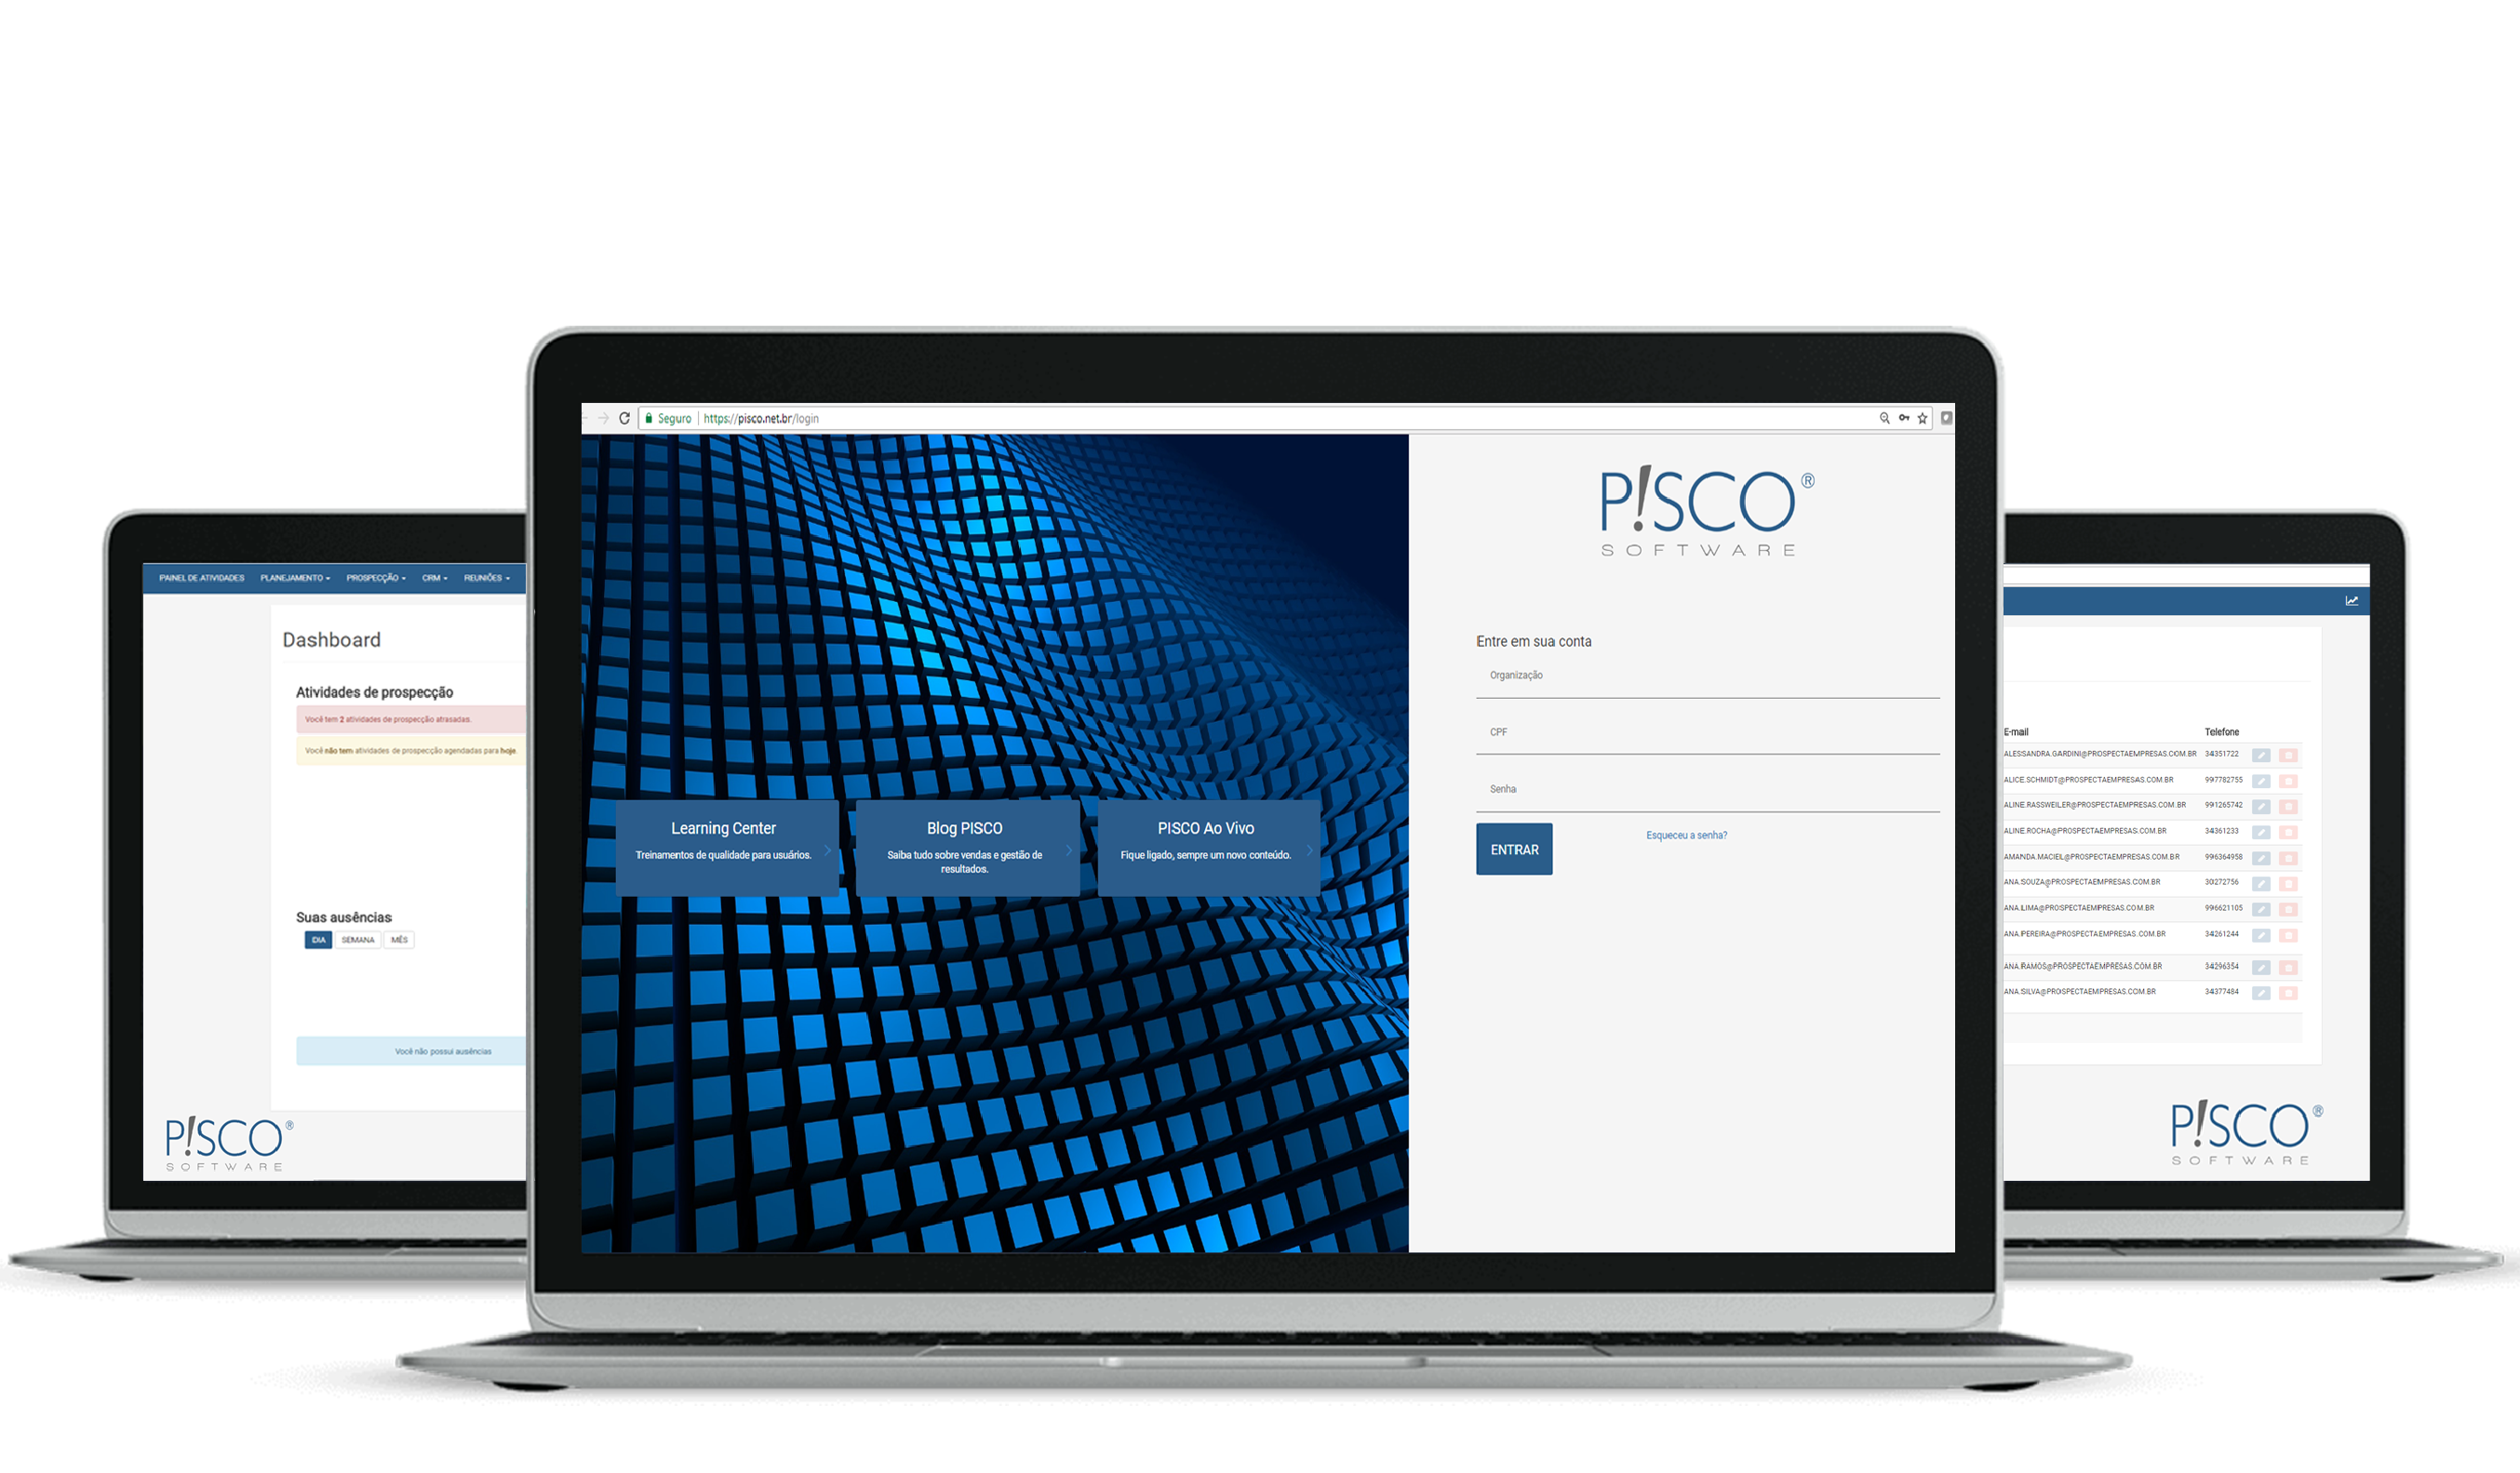 PAINEL DE ATIVIDADES PLANEJAMENTO PROSPECÇÃO CRM REUNIÕES
Dashboard
Atividades de prospecção
Você tem 2 atividades de prospecção atrasadas.
Você não tem atividades de prospecção agendadas para hoje.
Suas ausências
DIA SEMANA MÊS
Você não possui ausências
P!SCO®
SOFTWARE
Seguro https://pisco.net.br/login
Learning Center
Treinamentos de qualidade para usuários.
Blog PISCO
Saiba tudo sobre vendas e gestão de
resultados.
PISCO Ao Vivo
Fique ligado, sempre um novo conteúdo.
P!SCO®
SOFTWARE
Entre em sua conta
Organização
CPF
Senha
ENTRAR
Esqueceu a senha?
E-mail Telefone
ALESSANDRA.GARDINI@PROSPECTAEMPRESAS.COM.BR 34351722
ALICE.SCHMIDT@PROSPECTAEMPRESAS.COM.BR 997782755
ALINE.RASSWEILER@PROSPECTAEMPRESAS.COM.BR 991265742
ALINE.ROCHA@PROSPECTAEMPRESAS.COM.BR 34361233
AMANDA.MACIEL@PROSPECTAEMPRESAS.COM.BR 996364958
ANA.SOUZA@PROSPECTAEMPRESAS.COM.BR 30272756
ANA.LIMA@PROSPECTAEMPRESAS.COM.BR 996621105
ANA.PEREIRA@PROSPECTAEMPRESAS.COM.BR 34261244
ANA.RAMOS@PROSPECTAEMPRESAS.COM.BR 34296354
ANA.SILVA@PROSPECTAEMPRESAS.COM.BR 34377484
P!SCO®
SOFTWARE